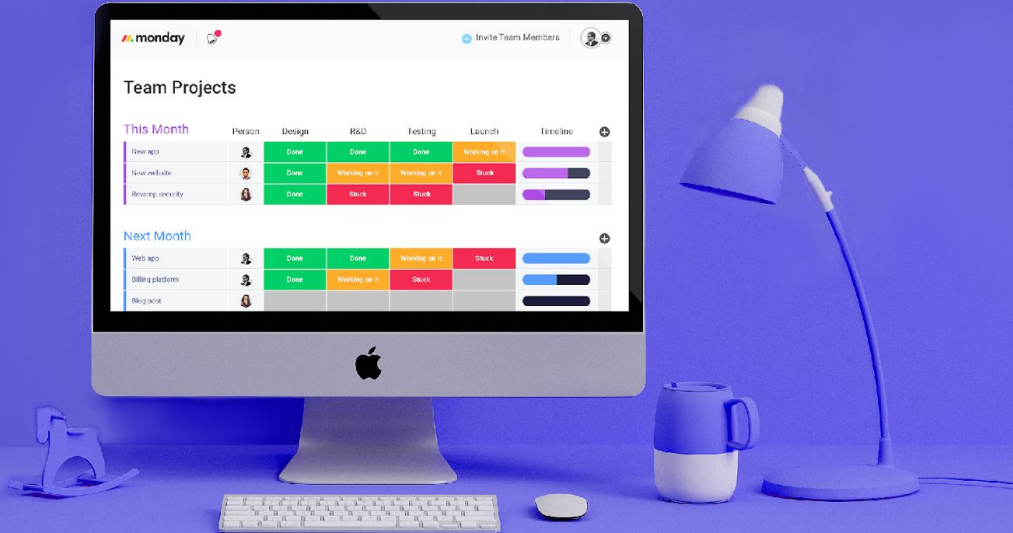 monday
Invite Team Members
Team Projects
This Month Person Design R&D Testing Launch Timeline
New app Done Done Done Working on it
New website Done Working on it Working on it Stuck
Revamp security Done Stuck Stuck
Next Month
Web app Done Done Working on it Stuck
Billing platform Done Working on it Stuck
Blog post